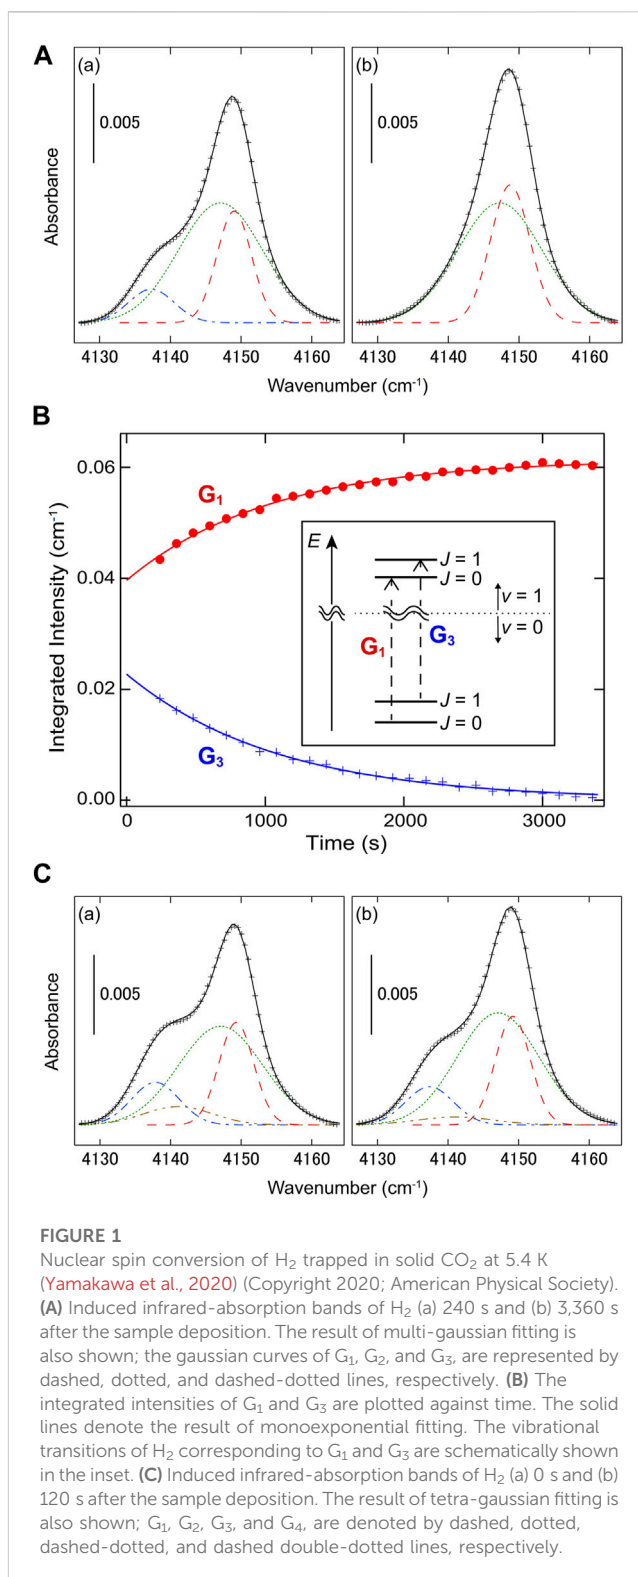 A
(a)
(b)
0.005
0.005
Absorbance
4130 4140 4150 4160
4130 4140 4150 4160
Wavenumber (cm-1)
B
Integrated Intensity (cm-1)
0.06
0.04
0.02
0.00
G1
G3
E
J = 1
J = 0
v = 1
v = 0
G1
G3
J = 1
J = 0
0 1000 2000 3000
Time (s)
C
(a)
(b)
0.005
0.005
Absorbance
4130 4140 4150 4160
4130 4140 4150 4160
Wavenumber (cm-1)
FIGURE 1
Nuclear spin conversion of H2 trapped in solid CO2 at 5.4 K
(Yamakawa et al., 2020) (Copyright 2020; American Physical Society).
(A) Induced infrared-absorption bands of H2 (a) 240 s and (b) 3,360 s
after the sample deposition. The result of multi-gaussian fitting is
also shown; the gaussian curves of G1, G2, and G3, are represented by
dashed, dotted, and dashed-dotted lines, respectively. (B) The
integrated intensities of G1 and G3 are plotted against time. The solid
lines denote the result of monoexponential fitting. The vibrational
transitions of H2 corresponding to G1 and G3 are schematically shown
in the inset. (C) Induced infrared-absorption bands of H2 (a) 0 s and (b)
120 s after the sample deposition. The result of tetra-gaussian fitting is
also shown; G1, G2, G3, and G4, are denoted by dashed, dotted,
dashed-dotted, and dashed double-dotted lines, respectively.